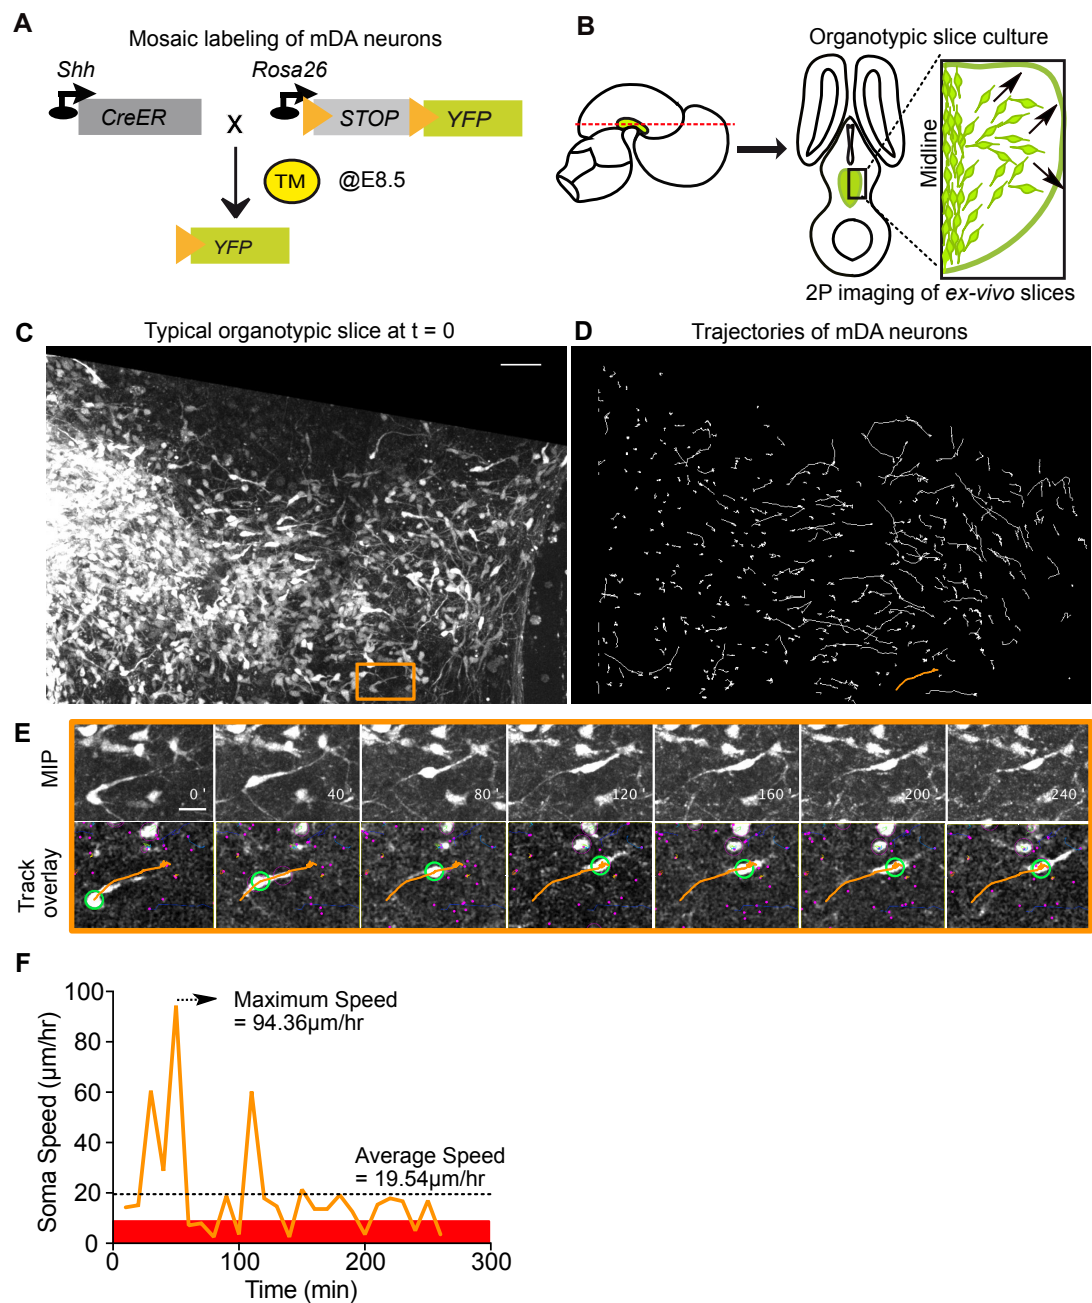 A
Mosaic labeling of mDA neurons
Shh
Rosa26
CreER
X
STOP
YFP
TM
@E8.5
YFP
B
Organotypic slice culture
Midline
2P imaging of ex-vivo slices
C
Typical organotypic slice at t = 0
D
Trajectories of mDA neurons
E
MIP
0 '
40 '
80 '
120 '
160 '
200 '
240 '
Track
overlay
F
Soma Speed (µm/hr)
100
80
60
40
20
0
Maximum Speed
= 94.36µm/hr
Average Speed
= 19.54µm/hr
0
100
200
300
Time (min)